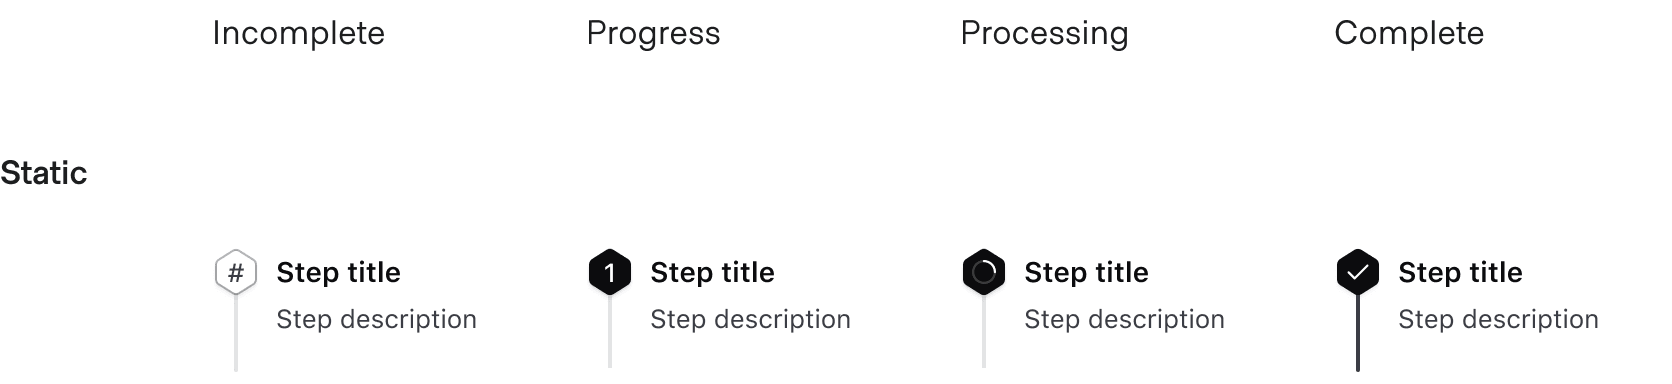 Incomplete Progress Processing Complete
Static
# Step title 1 Step title Step title Step title
Step description Step description Step description Step description